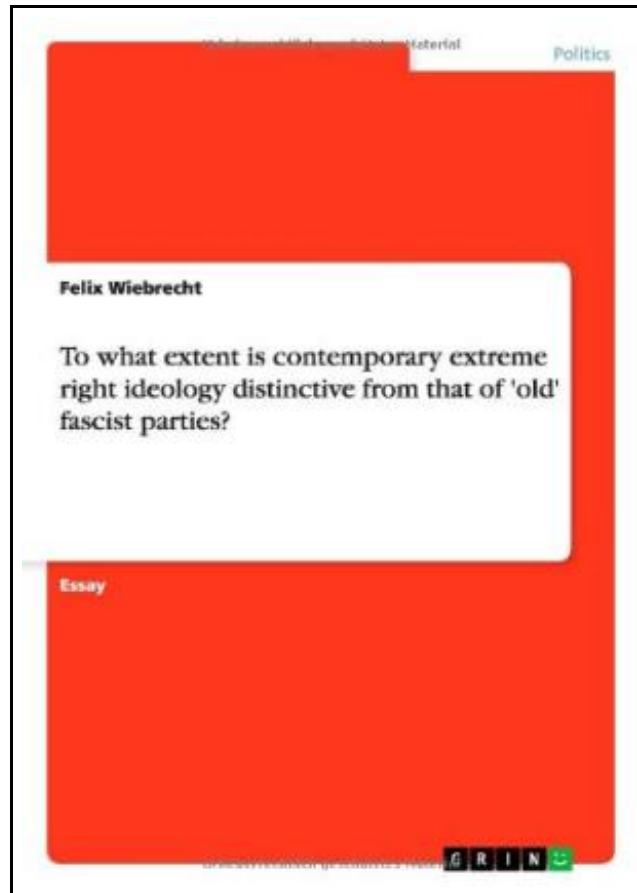 Material
Politics
Felix Wiebrecht
To what extent is contemporary extreme
right ideology distinctive from that of 'old'
fascist parties?
Essay
GRIN